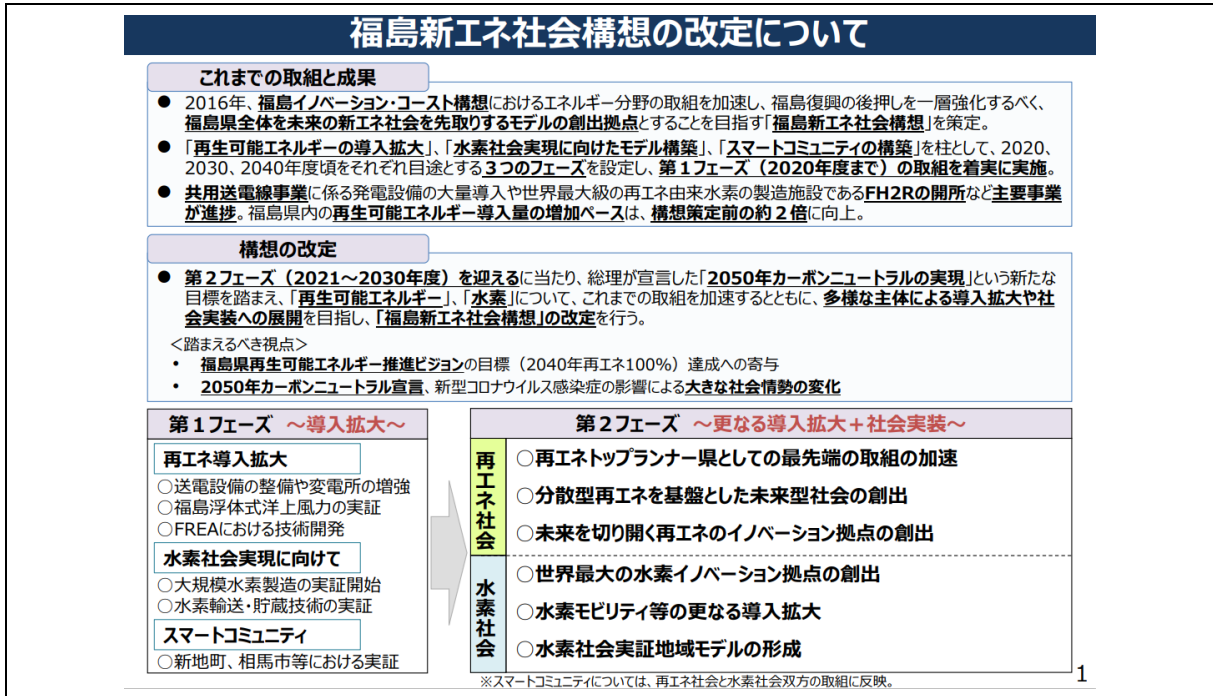 福島新エネ社会構想の改定について
これまでの取組と成果
● 2016年、福島イノベーション・コースト構想におけるエネルギー分野の取組を加速し、福島復興の後押しを一層強化するべく、
福島県全体を未来の新エネ社会を先取りするモデルの創出拠点とすることを目指す「福島新エネ社会構想」を策定。
● 「再生可能エネルギーの導入拡大」、「水素社会実現に向けたモデル構築」、「スマートコミュニティの構築」を柱として、2020、
2030、2040年度頃をそれぞれ目途とする３つのフェーズを設定し、第１フェーズ（2020年度まで）の取組を着実に実施。
● 共用送電線事業に係る発電設備の大量導入や世界最大級の再エネ由来水素の製造施設であるFH2Rの開所など主要事業
が進捗。福島県内の再生可能エネルギー導入量の増加ペースは、構想策定前の約２倍に向上。
構想の改定
● 第２フェーズ（2021～2030年度）を迎えるに当たり、総理が宣言した「2050年カーボンニュートラルの実現」という新たな
目標を踏まえ、「再生可能エネルギー」、「水素」について、これまでの取組を加速するとともに、多様な主体による導入拡大や社
会実装への展開を目指し、「福島新エネ社会構想」の改定を行う。
＜踏まえるべき視点＞
• 福島県再生可能エネルギー推進ビジョンの目標（2040年再エネ100%）達成への寄与
• 2050年カーボンニュートラル宣言、新型コロナウイルス感染症の影響による大きな社会情勢の変化
第１フェーズ ～導入拡大～
再エネ導入拡大
○送電設備の整備や変電所の増強
○福島浮体式洋上風力の実証
○FREAにおける技術開発
水素社会実現に向けて
○大規模水素製造の実証開始
○水素輸送・貯蔵技術の実証
スマートコミュニティ
○新地町、相馬市等における実証
第２フェーズ ～更なる導入拡大＋社会実装～
再エネ社会
○再エネトップランナー県としての最先端の取組の加速
○分散型再エネを基盤とした未来型社会の創出
○未来を切り開く再エネのイノベーション拠点の創出
水素社会
○世界最大の水素イノベーション拠点の創出
○水素モビリティ等の更なる導入拡大
○水素社会実証地域モデルの形成
※スマートコミュニティについては、再エネ社会と水素社会双方の取組に反映。
1